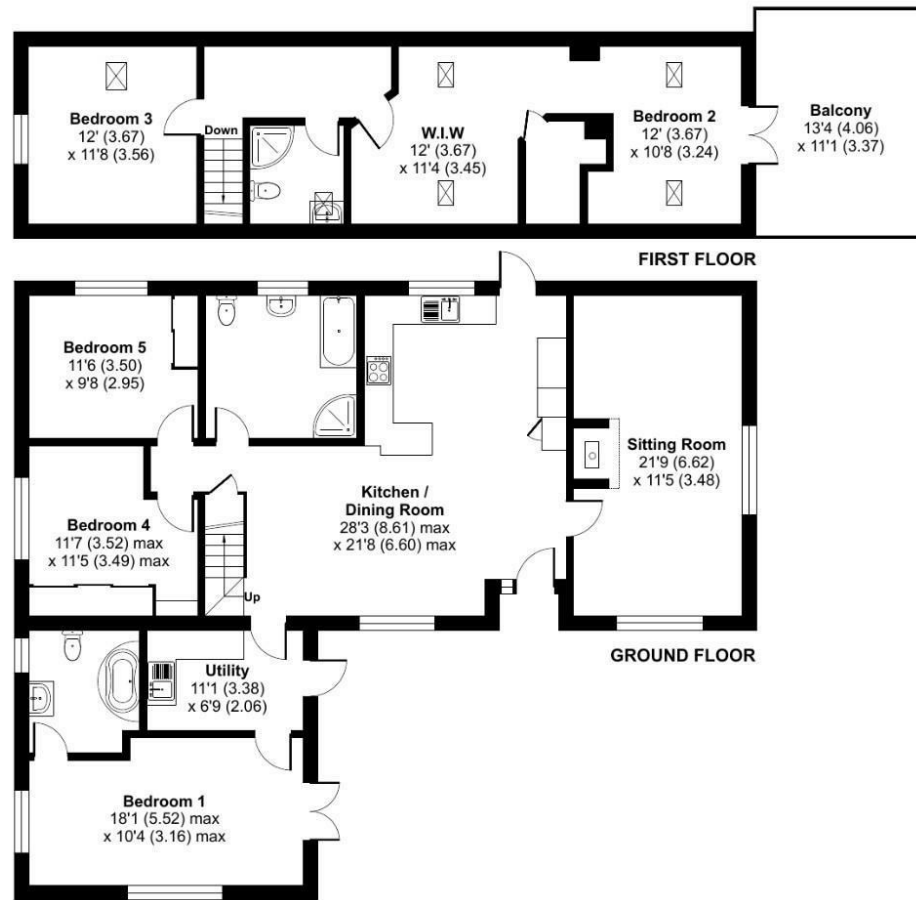 Bedroom 3
12' (3.67)
x 11'8 (3.56)
Down
W.I.W
12' (3.67)
x 11'4 (3.45)
Bedroom 2
12' (3.67)
x 10'8 (3.24)
Balcony
13'4 (4.06)
x 11'1 (3.37)
FIRST FLOOR
Bedroom 5
11'6 (3.50)
x 9'8 (2.95)
Sitting Room
21'9 (6.62)
x 11'5 (3.48)
Kitchen /
Dining Room
28'3 (8.61) max
x 21'8 (6.60) max
Bedroom 4
11'7 (3.52) max
x 11'5 (3.49) max
Up
GROUND FLOOR
Utility
11'1 (3.38)
x 6'9 (2.06)
Bedroom 1
18'1 (5.52) max
x 10'4 (3.16) max